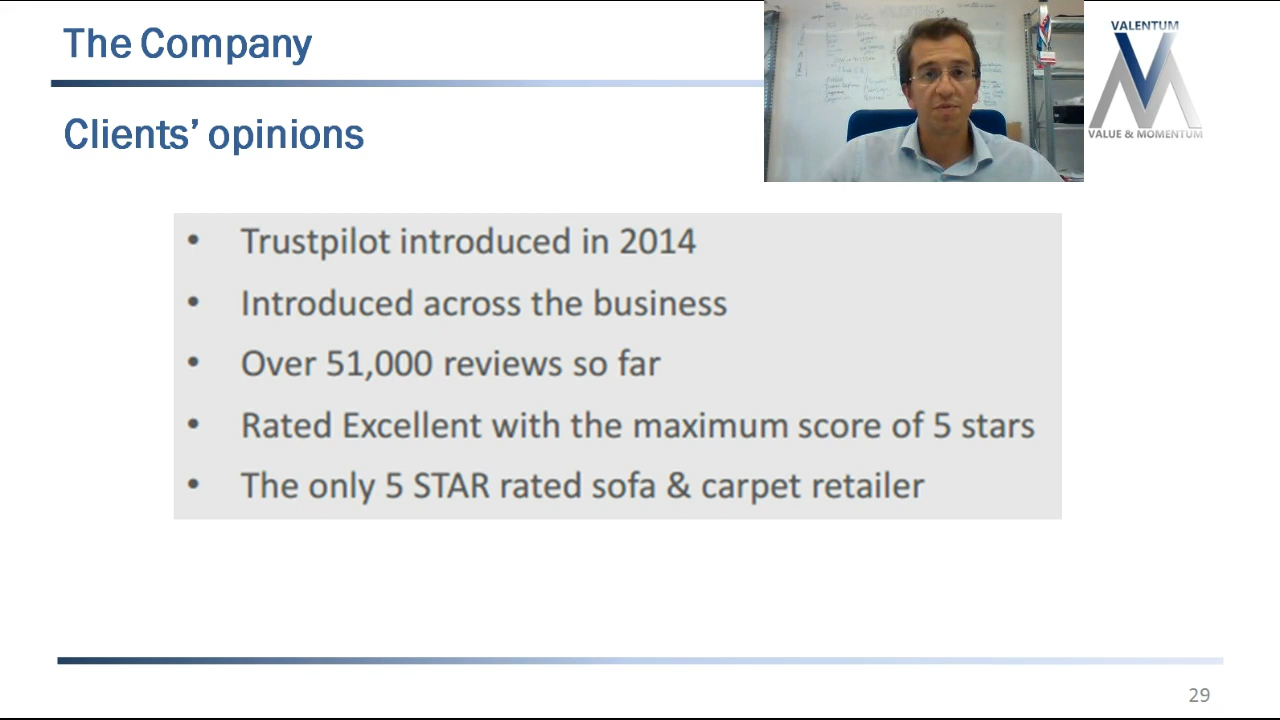 The Company
VALENTUM
VALUE & MOMENTUM
Clients’ opinions
• Trustpilot introduced in 2014
• Introduced across the business
• Over 51,000 reviews so far
• Rated Excellent with the maximum score of 5 stars
• The only 5 STAR rated sofa & carpet retailer
29